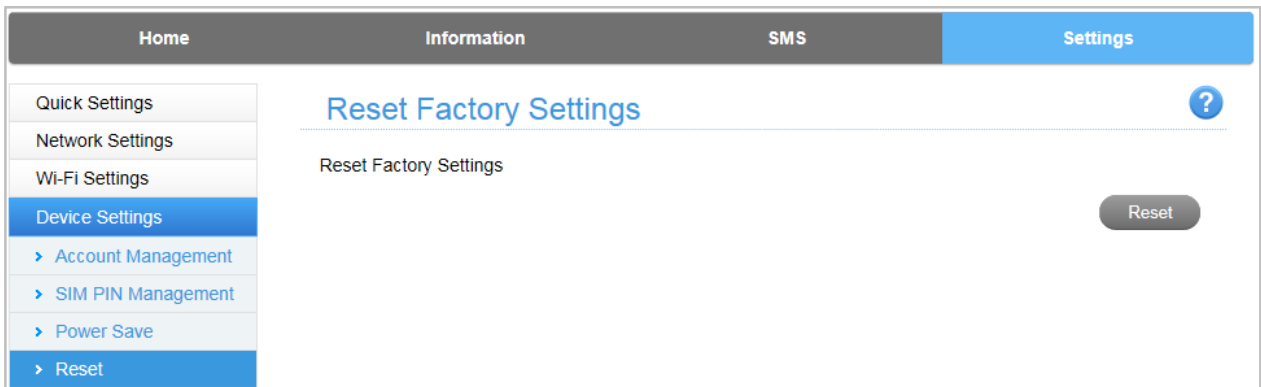 Home Information SMS Settings
Quick Settings
Network Settings
Wi-Fi Settings
Device Settings
Account Management
SIM PIN Management
Power Save
Reset
Reset Factory Settings ?
Reset Factory Settings
Reset